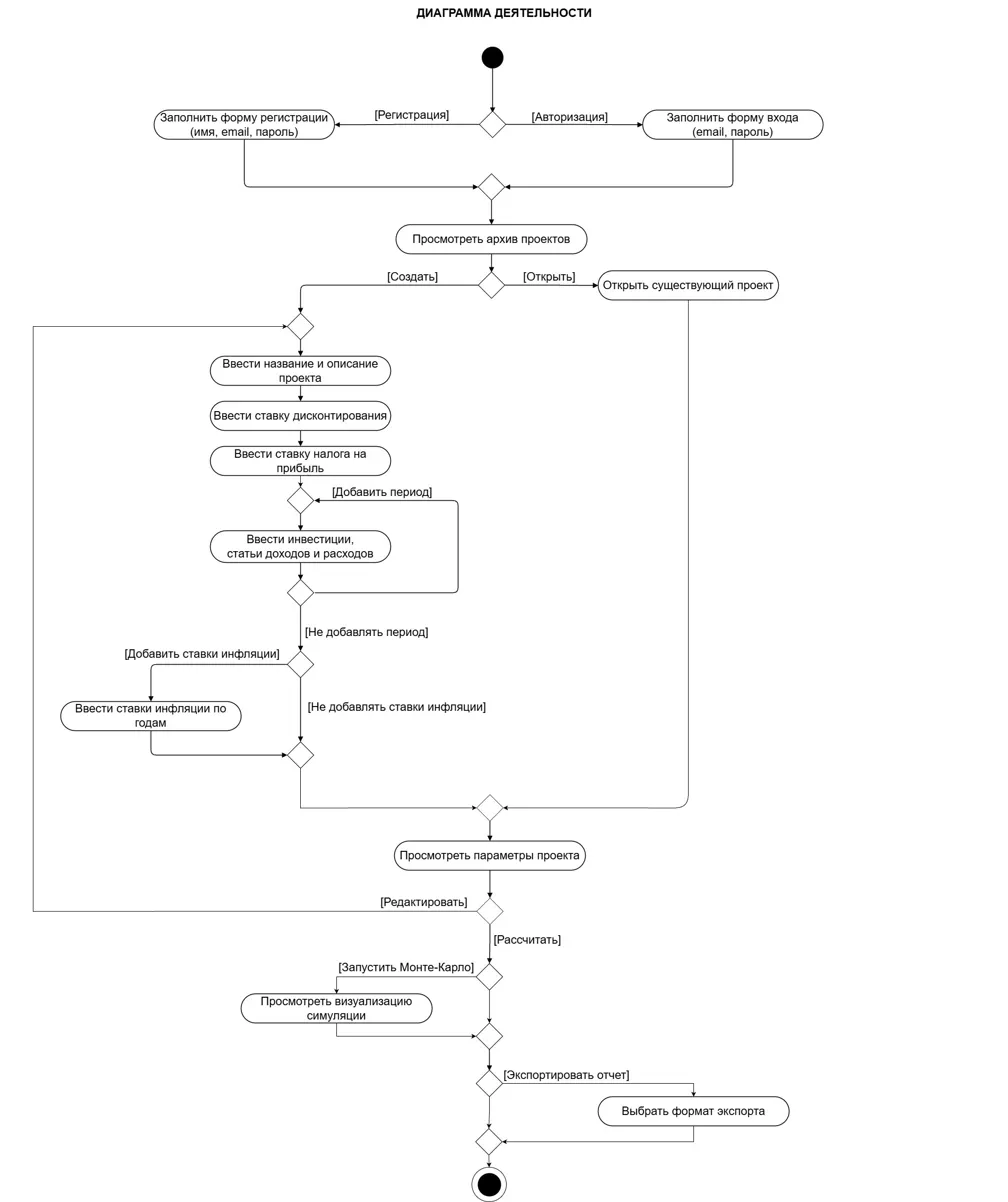 ДИАГРАММА ДЕЯТЕЛЬНОСТИ
[Регистрация]
[Авторизация]
Заполнить форму регистрации
(имя, email, пароль)
Заполнить форму входа
(email, пароль)
Просмотреть архив проектов
[Создать]
[Открыть]
Открыть существующий проект
Ввести название и описание
проекта
Ввести ставку дисконтирования
Ввести ставку налога на
прибыль
[Добавить период]
Ввести инвестиции,
статьи доходов и расходов
[Не добавлять период]
[Добавить ставки инфляции]
Ввести ставки инфляции по
годам
[Не добавлять ставки инфляции]
Просмотреть параметры проекта
[Редактировать]
[Рассчитать]
[Запустить Монте-Карло]
Просмотреть визуализацию
симуляции
[Экспортировать отчет]
Выбрать формат экспорта